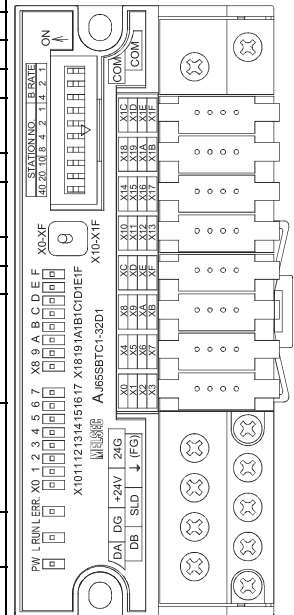 PW L RUN L ERR. X0 1 2 3 4 5 6 7 X8 9 A B C D E F
X10 11 12 13 14 15 16 17 X18 19 1A 1B 1C 1D 1E 1F
X0-XF
X10-X1F
STATION NO. B RATE
40 20 10 8 4 2 1 4 2 1
ON
MELSEC AJ65SBTC1-32D1
DA DG +24V 24G
DB SLD (FG)
X0 X4 X8 XC X10 X14 X18 X1C COM
X1 X5 X9 XD X11 X15 X19 X1D COM
X2 X6 XA XE X12 X16 X1A X1E
X3 X7 XB XF X13 X17 X1B X1F